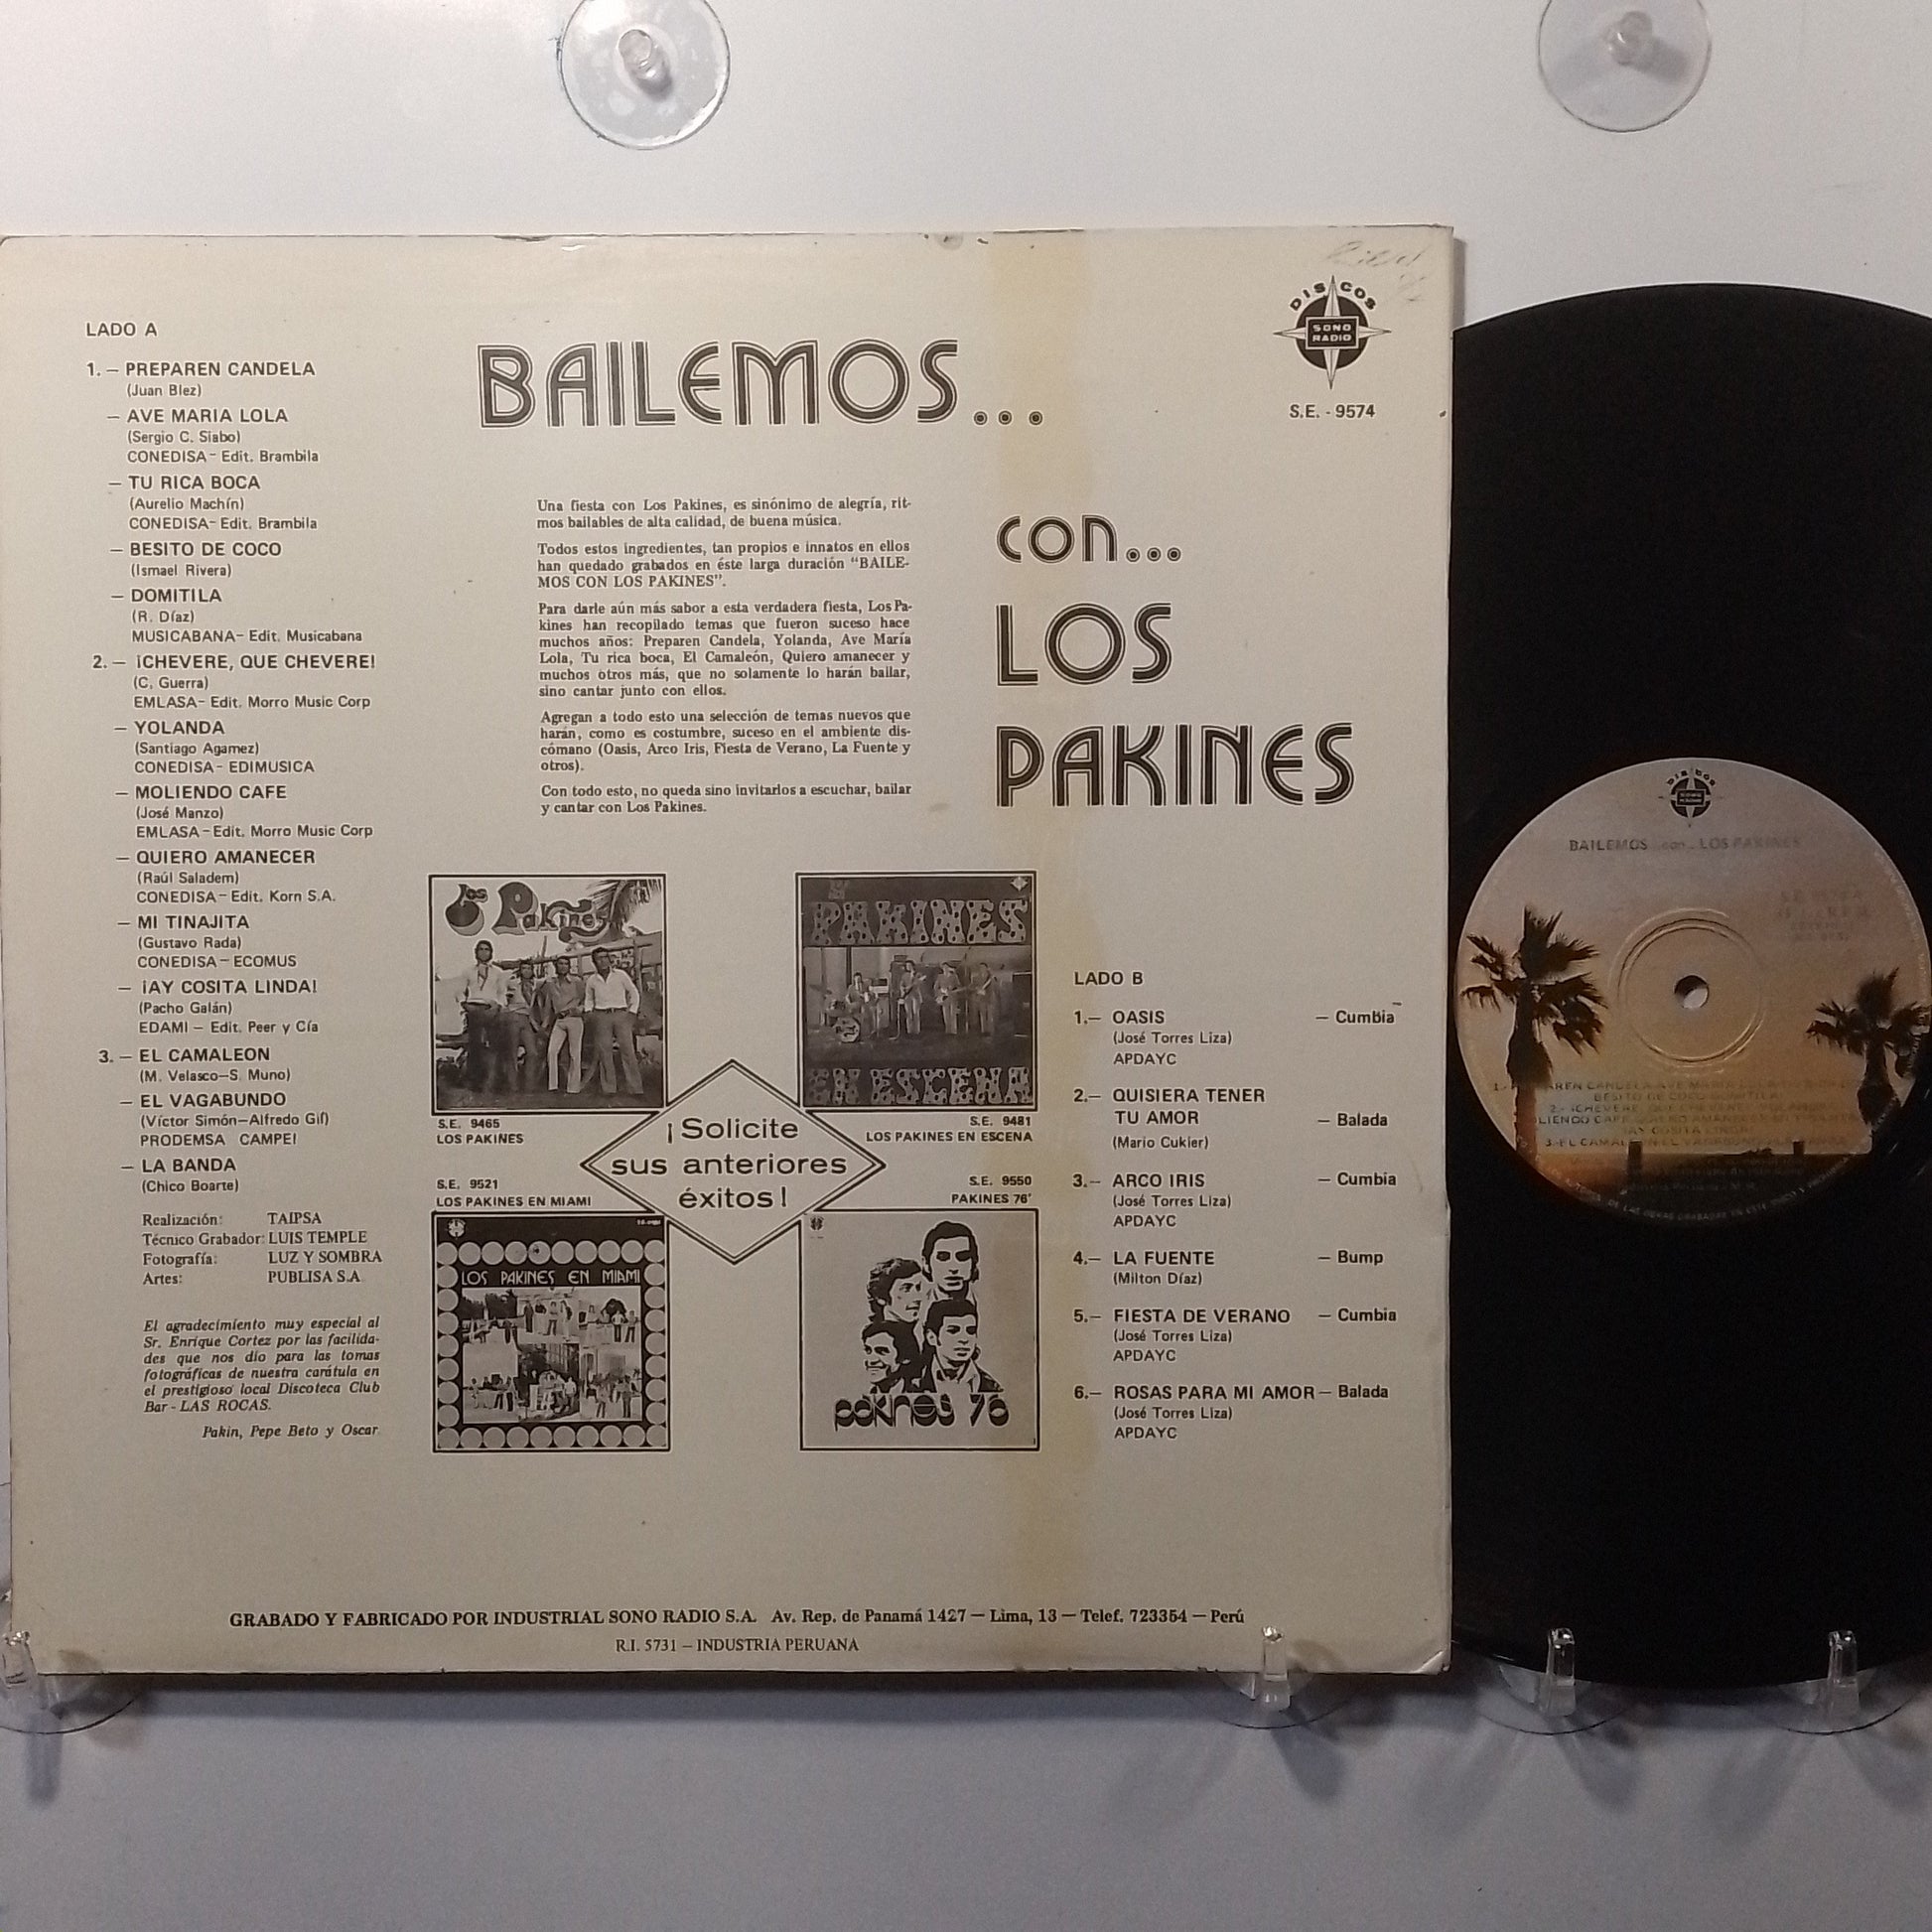 LADO A
1. — PREPAREN CANDELA
(Juan Blez)
— AVE MARIA LOLA
(Sergio C. Siabo)
CONEDISA - Edit. Brambila
— TU RICA BOCA
(Aurelio Machín)
CONEDISA - Edit. Brambila
— BESITO DE COCO
(Ismael Rivera)
— DOMITILA
(R. Díaz)
MUSICABANA - Edit. Musicabana
2. — ¡CHEVERE, QUE CHEVERE!
(C. Guerra)
EMLASA - Edit. Morro Music Corp
— YOLANDA
(Santiago Agamez)
CONEDISA - EDIMUSICA
— MOLIENDO CAFE
(José Manzo)
EMLASA - Edit. Morro Music Corp
— QUIERO AMANECER
(Raúl Saladem)
CONEDISA — Edit. Korn S.A.
— MI TINAJITA
(Gustavo Rada)
CONEDISA — ECOMUS
— ¡AY COSITA LINDA!
(Pacho Galán)
EDAMI — Edit. Peer y Cía
3. — EL CAMALEON
(M. Velasco—S. Muno)
— EL VAGABUNDO
(Víctor Simón—Alfredo Gil)
PRODEMSA CAMPEI
— LA BANDA
(Chico Boarte)
Realización: TAIPSA
Técnico Grabador: LUIS TEMPLE
Fotografía: LUZ Y SOMBRA
Artes: PUBLISA S.A.
El agradecimiento muy especial al
Sr. Enrique Cortez por las facilida-
des que nos dio para las tomas
fotográficas de nuestra carátula en
el prestigioso local Discoteca Club
Bar - LAS ROCAS.
Pakin, Pepe Beto y Oscar
BAILEMOS...
con...
LOS
PAKINES
DISCOS
SONO
RADIO
S.E. - 9574
Una fiesta con Los Pakines, es sinónimo de alegría, rit-
mos bailables de alta calidad, de buena música.
Todos estos ingredientes, tan propios e innatos en ellos
han quedado grabados en éste larga duración "BAILE-
MOS CON LOS PAKINES".
Para darle aún más sabor a esta verdadera fiesta, Los Pa-
kines han recopilado temas que fueron suceso hace
muchos años: Preparen Candela, Yolanda, Ave María
Lola, Tu rica boca, El Camaleón, Quiero amanecer y
muchos otros más, que no solamente lo harán bailar,
sino cantar junto con ellos.
Agregan a todo esto una selección de temas nuevos que
harán, como es costumbre, suceso en el ambiente dis-
cómano (Oasis, Arco Iris, Fiesta de Verano, La Fuente y
otros).
Con todo esto, no queda sino invitarlos a escuchar, bailar
y cantar con Los Pakines.
Los Pakines
S.E. 9465
LOS PAKINES
PAKINES
EN ESCENA
S.E. 9481
LOS PAKINES EN ESCENA
¡Solicite
sus anteriores
éxitos!
S.E. 9521
LOS PAKINES EN MIAMI
LOS PAKINES EN MIAMI
S.E. 9550
PAKINES 76'
pakines 76
LADO B
1.— OASIS — Cumbia
(José Torres Liza)
APDAYC
2.— QUISIERA TENER
TU AMOR — Balada
(Mario Cukier)
3.— ARCO IRIS — Cumbia
(José Torres Liza)
APDAYC
4.— LA FUENTE — Bump
(Milton Díaz)
5.— FIESTA DE VERANO — Cumbia
(José Torres Liza)
APDAYC
6.— ROSAS PARA MI AMOR — Balada
(José Torres Liza)
APDAYC
GRABADO Y FABRICADO POR INDUSTRIAL SONO RADIO S.A. Av. Rep. de Panamá 1427 — Lima, 13 — Telef. 723354 — Perú
R.I. 5731 — INDUSTRIA PERUANA
DISCOS
BAILEMOS...con...LOS PAKINES
BESITO DE COCO DOMITILA
¡AY COSITA LINDA!